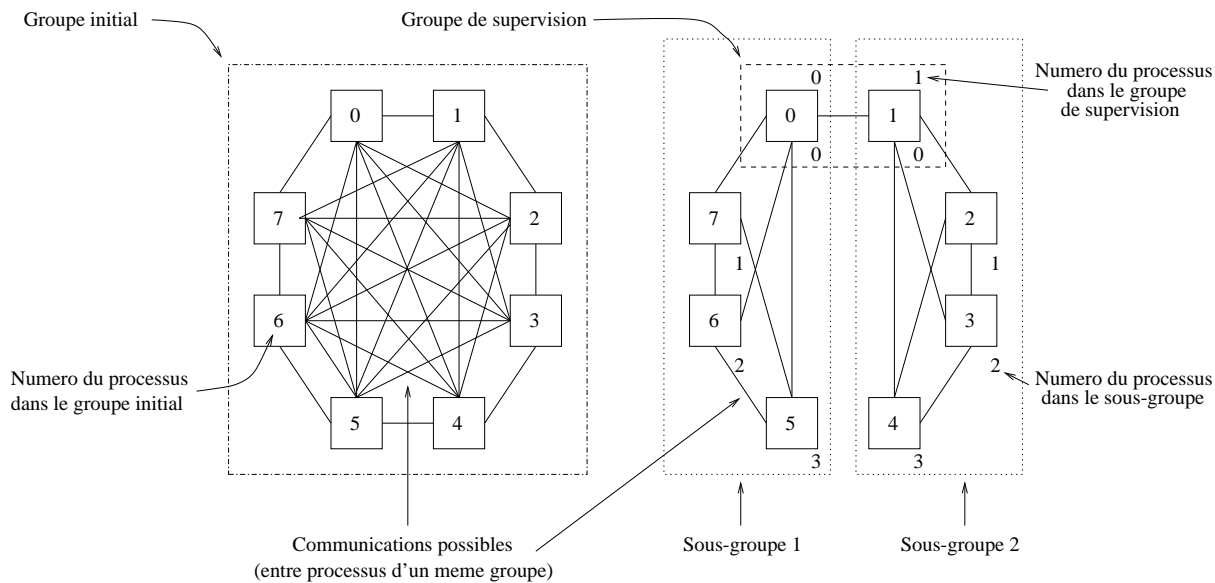 Groupe initial
Groupe de supervision
0
1
7
2
6
3
5
4
Numero du processus
dans le groupe initial
Communications possibles
(entre processus d'un meme groupe)
0
1
0
1
0
0
7
2
1
1
6
3
2
2
5
4
3
3
Numero du processus
dans le groupe
de supervision
Numero du processus
dans le sous-groupe
Sous-groupe 1
Sous-groupe 2